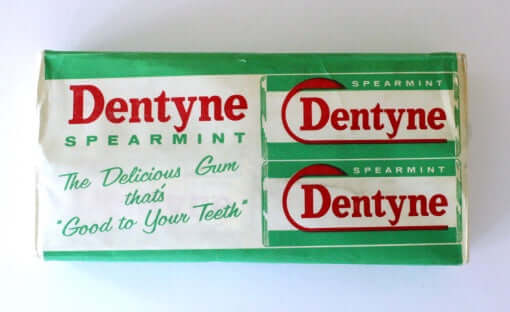 Dentyne
SPEARMINT
The Delicious Gum
that's
"Good to Your Teeth"
SPEARMINT
Dentyne
SPEARMINT
Dentyne